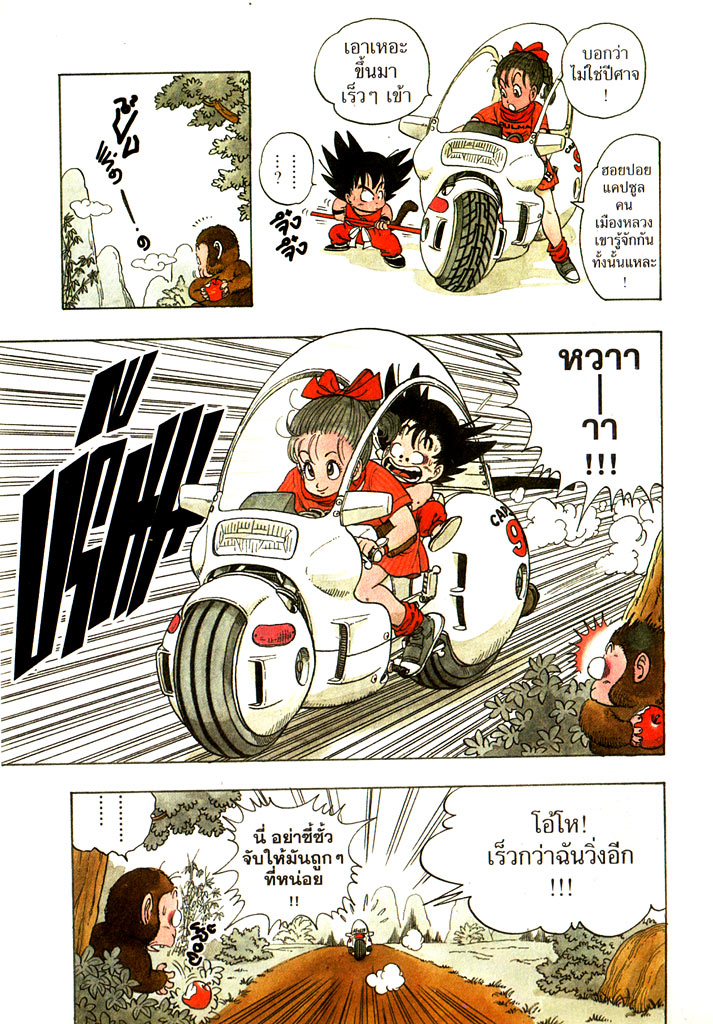 บอกว่า
ไม่ใช่ปีศาจ
!
ฮอยปอย
แคปซูล
คน
เมืองหลวง
เขารู้จักกัน
ทั้งนั้นแหละ
!
เอาเหอะ
ขึ้นมา
เร็วๆ เข้า
……
?
จึ๋ง
จึ๋ง
BULMA
9
หวาา
—
าา
!!!
CAP
9
โอ้โห!
เร็วกว่าฉันวิ่งอีก
!!!
นี่ อย่าซี้ซั้ว
จับให้มันถูกๆ
ที่หน่อย
!!
……